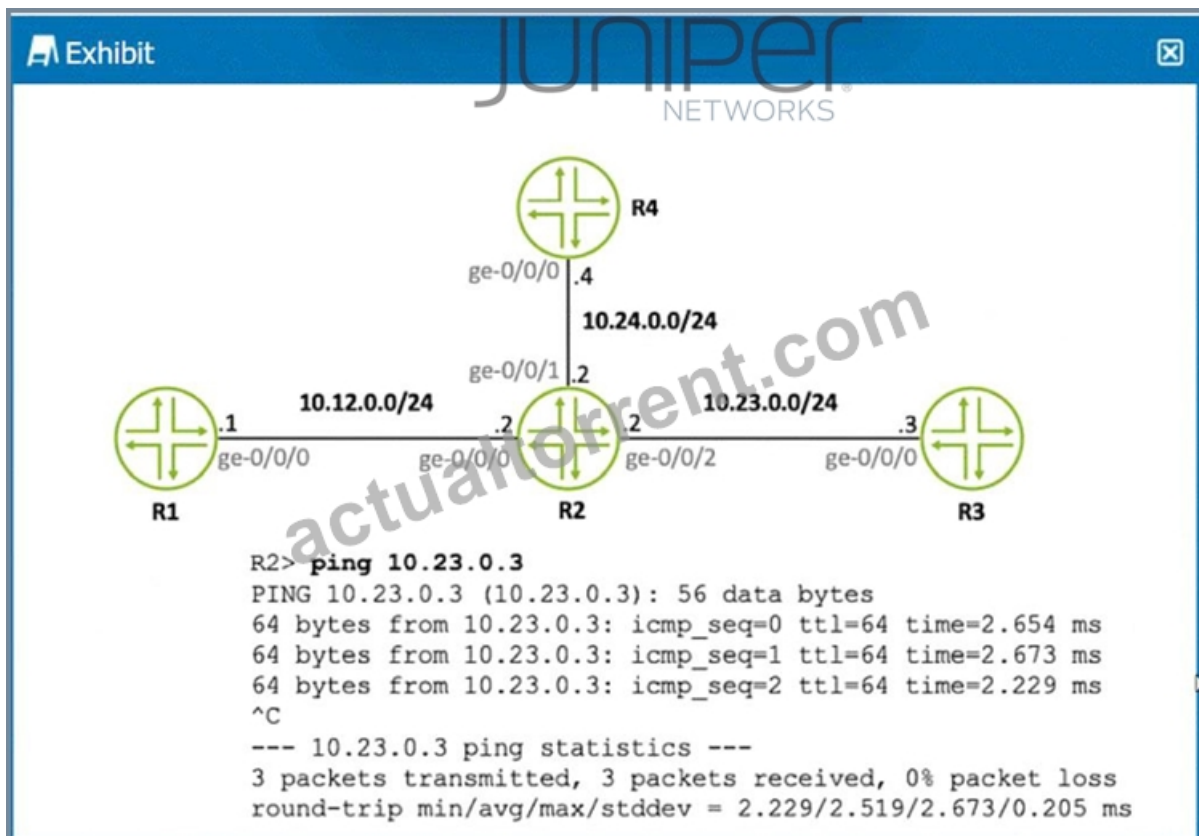 Exhibit
JUNIPEr
NETWORKS
R4
ge-0/0/0 .4
10.24.0.0/24
ge-0/0/1 .2
10.12.0.0/24
10.23.0.0/24
.1
.2
.2
.3
ge-0/0/0
ge-0/0/0
ge-0/0/2
ge-0/0/0
R1
R2
R3
actualtorrent.com
R2> ping 10.23.0.3
PING 10.23.0.3 (10.23.0.3): 56 data bytes
64 bytes from 10.23.0.3: icmp_seq=0 ttl=64 time=2.654 ms
64 bytes from 10.23.0.3: icmp_seq=1 ttl=64 time=2.673 ms
64 bytes from 10.23.0.3: icmp_seq=2 ttl=64 time=2.229 ms
^C
--- 10.23.0.3 ping statistics ---
3 packets transmitted, 3 packets received, 0% packet loss
round-trip min/avg/max/stddev = 2.229/2.519/2.673/0.205 ms